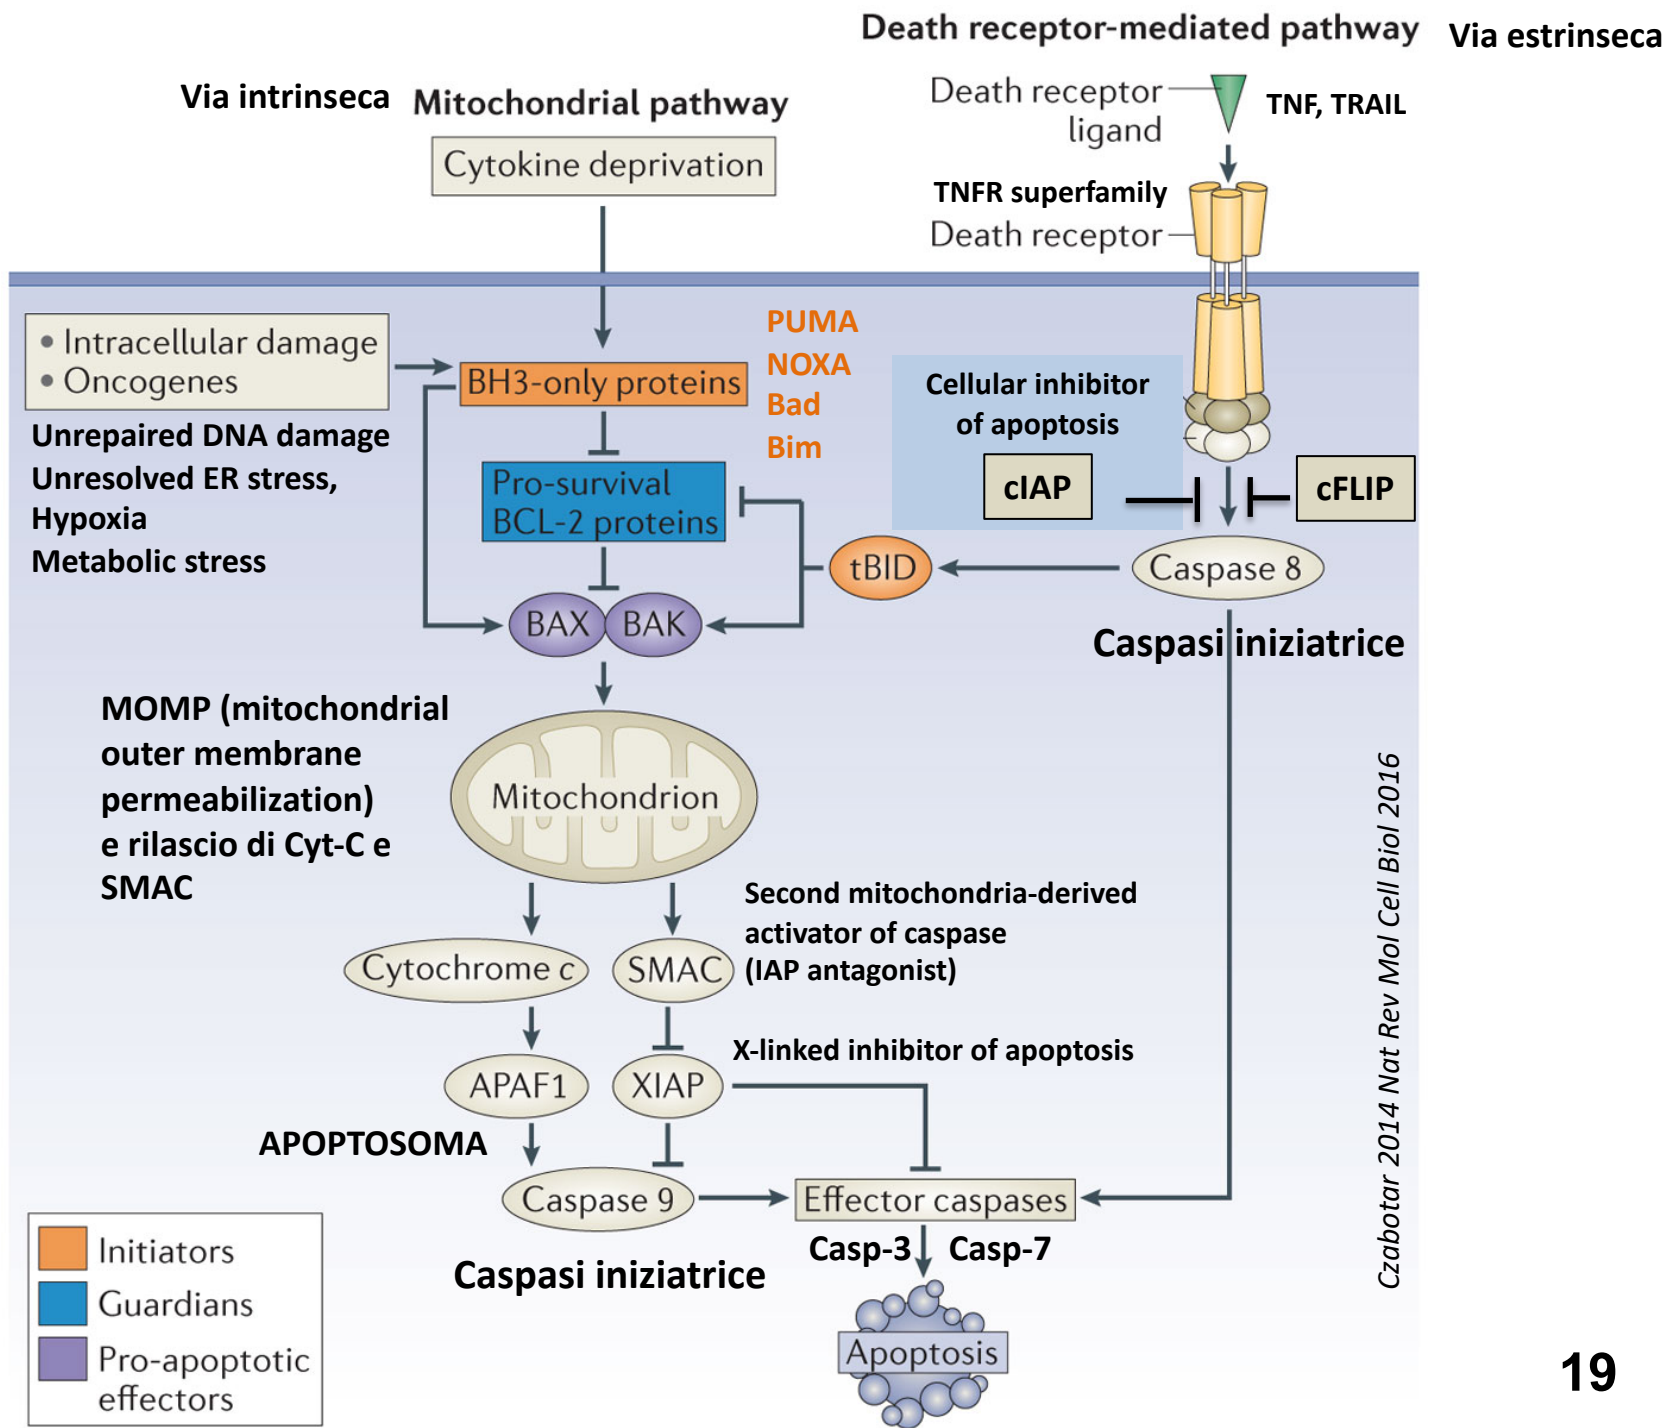 Death receptor-mediated pathway
Via estrinseca
Via intrinseca
Mitochondrial pathway
Death receptor
ligand
TNF, TRAIL
Cytokine deprivation
TNFR superfamily
Death receptor
• Intracellular damage
• Oncogenes
BH3-only proteins
PUMA
NOXA
Bad
Bim
Cellular inhibitor
of apoptosis
Unrepaired DNA damage
Unresolved ER stress,
Hypoxia
Metabolic stress
Pro-survival
BCL-2 proteins
cIAP
cFLIP
tBID
Caspase 8
BAX
BAK
Caspasi iniziatrice
MOMP (mitochondrial
outer membrane
permeabilization)
e rilascio di Cyt-C e
SMAC
Mitochondrion
Second mitochondria-derived
activator of caspase
(IAP antagonist)
Cytochrome c
SMAC
X-linked inhibitor of apoptosis
APAF1
XIAP
APOPTOSOMA
Caspase 9
Effector caspases
Casp-3
Casp-7
Caspasi iniziatrice
Apoptosis
Initiators
Guardians
Pro-apoptotic
effectors
Czabotar 2014 Nat Rev Mol Cell Biol 2016
19